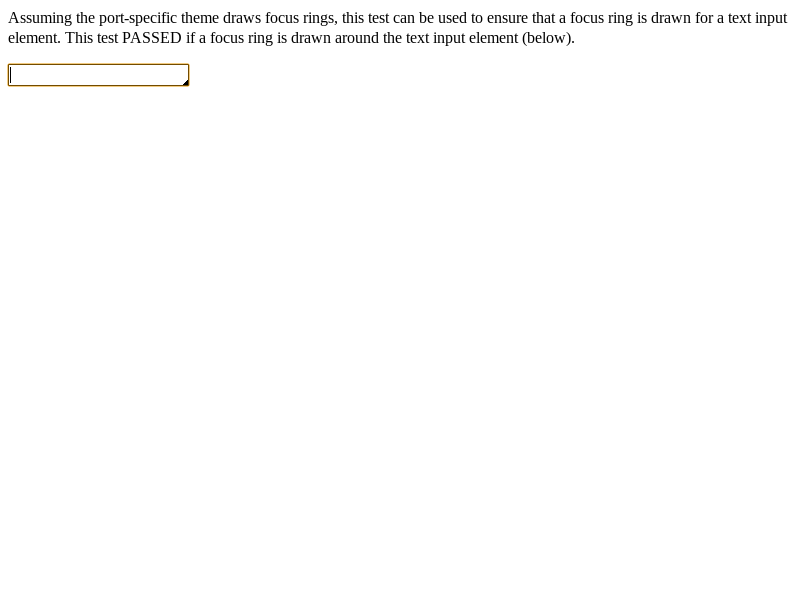 Assuming the port-specific theme draws focus rings, this test can be used to ensure that a focus ring is drawn for a text input
element. This test PASSED if a focus ring is drawn around the text input element (below).